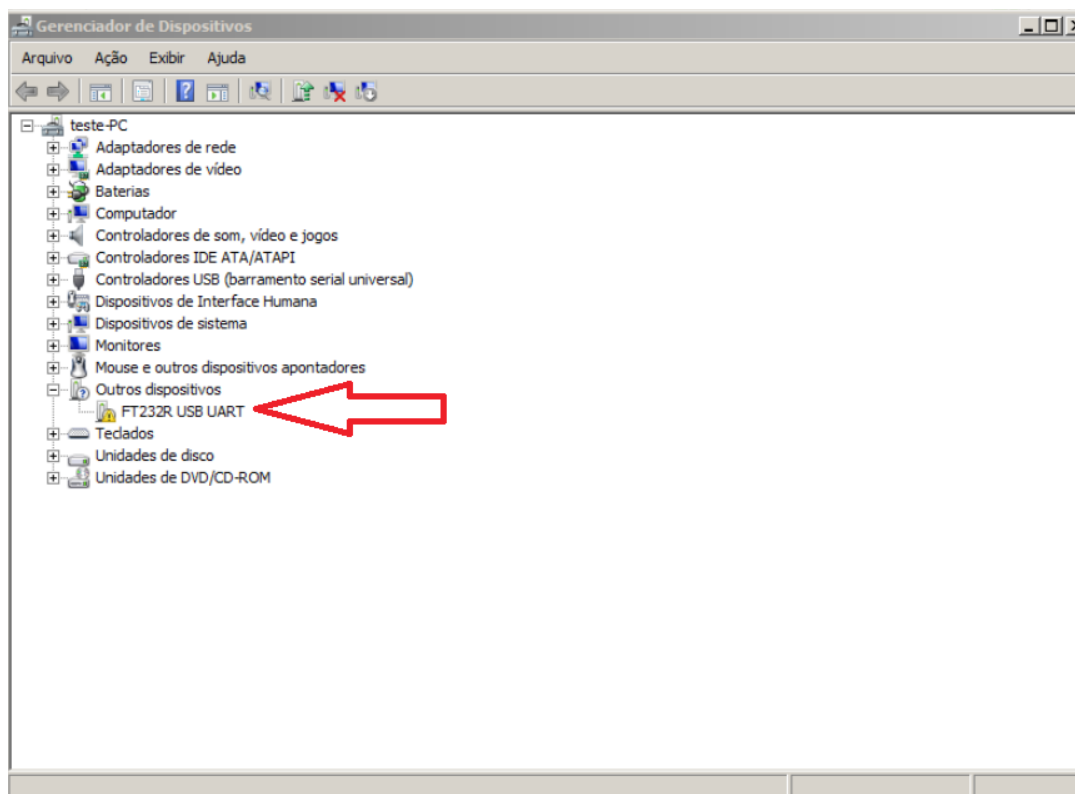 Gerenciador de Dispositivos
Arquivo Ação Exibir Ajuda
teste-PC
Adaptadores de rede
Adaptadores de vídeo
Baterias
Computador
Controladores de som, vídeo e jogos
Controladores IDE ATA/ATAPI
Controladores USB (barramento serial universal)
Dispositivos de Interface Humana
Dispositivos de sistema
Monitores
Mouse e outros dispositivos apontadores
Outros dispositivos
FT232R USB UART
Teclados
Unidades de disco
Unidades de DVD/CD-ROM